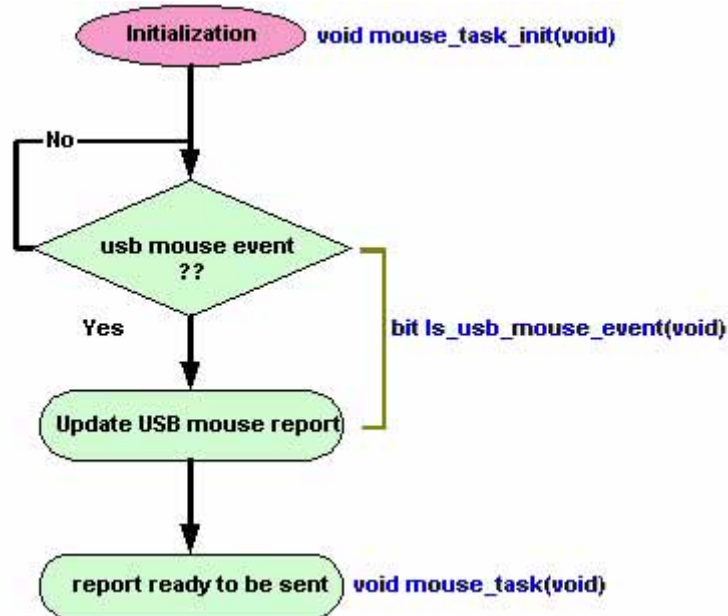 Initialization
void mouse_task_init(void)
No
usb mouse event
??
Yes
bit Is_usb_mouse_event(void)
Update USB mouse report
report ready to be sent
void mouse_task(void)